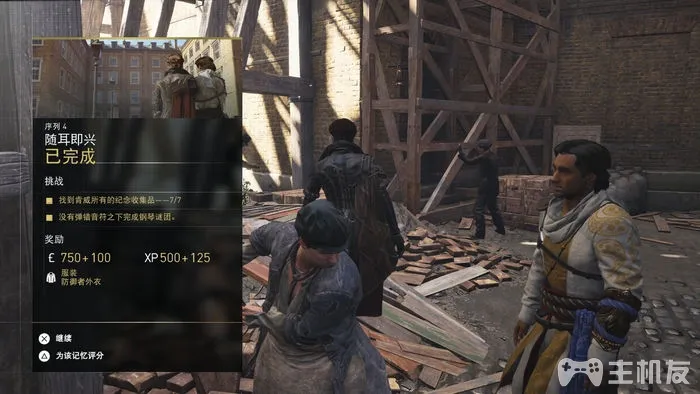 序列 4
随耳即兴
已完成
挑战
找到肯威所有的纪念收集品——7/7
没有弹错音符之下完成钢琴谜团。
奖励
£ 750+100 XP 500+125
服装
防御者外衣
继续
为该记忆评分
主机友